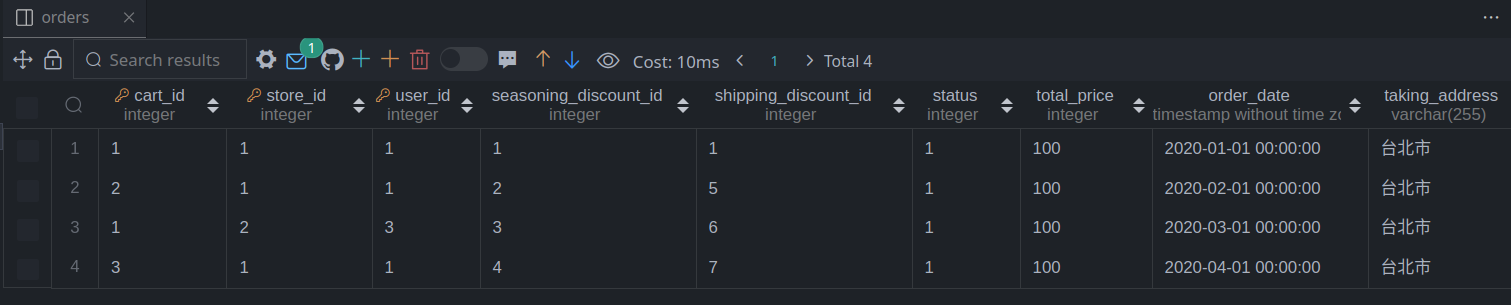 orders
Search results 1 Cost: 10ms 1 Total 4
cart_id store_id user_id seasoning_discount_id shipping_discount_id status total_price order_date taking_address
integer integer integer integer integer integer integer timestamp without time zc varchar(255)
1 1 1 1 1 1 1 100 2020-01-01 00:00:00 台北市
2 2 1 1 2 5 1 100 2020-02-01 00:00:00 台北市
3 1 2 3 3 6 1 100 2020-03-01 00:00:00 台北市
4 3 1 1 4 7 1 100 2020-04-01 00:00:00 台北市